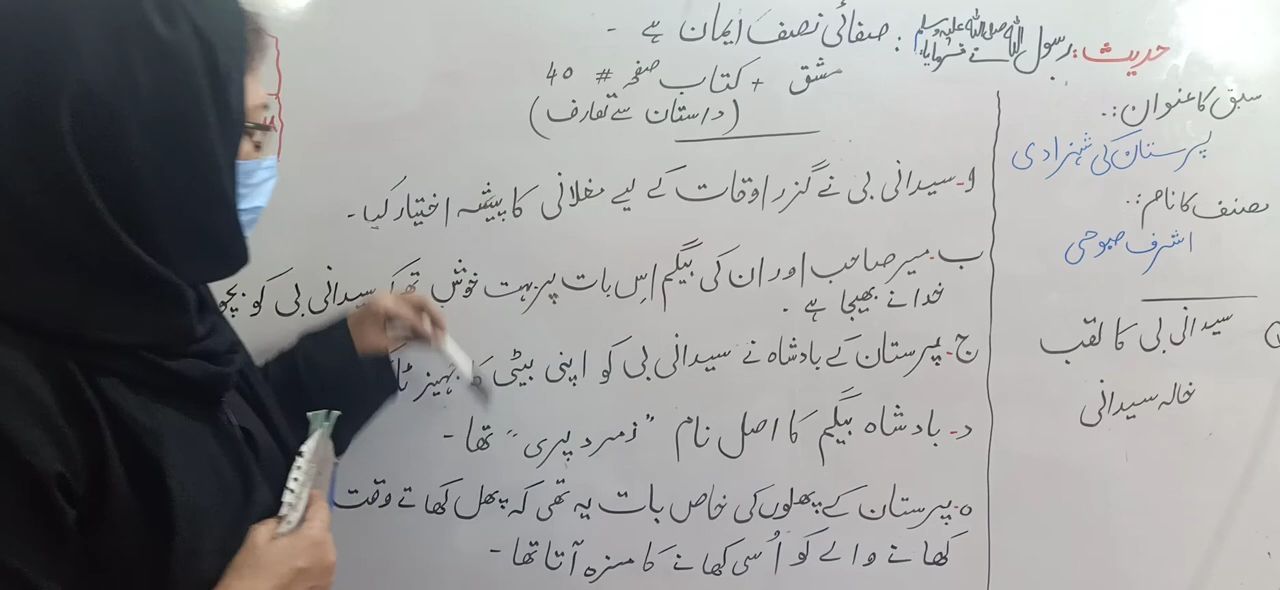 حدیث: رسول اللہ صلی اللہ علیہ وسلم نے فرمایا: صفائی نصف ایمان ہے ۔
مشق + کتاب صفحہ # 40
(داستان سے تعارف)
سبق کا عنوان:
پرستان کی شہزادی
مصنف کا نام:
اشرف صبوحی
سیدانی بی کا لقب
خالہ سیدانی
ا۔ سیدانی بی نے گزر اوقات کے لیے مغلانی کا پیشہ اختیار کیا ۔
ب۔ میر صاحب اور ان کی بیگم اِس بات پر بہت خوش تھے کہ سیدانی بی کو
خدا نے بھیجا ہے ۔
ج۔ پرستان کے بادشاہ نے سیدانی بی کو اپنی بیٹی کا جہیز
د۔ بادشاہ بیگم کا اصل نام "زمرد پری" تھا ۔
ہ۔ پرستان کے پھلوں کی خاص بات یہ تھی کہ پھل کھاتے وقت
کھانے والے کو اُسی کھانے کا مزہ آتا تھا ۔